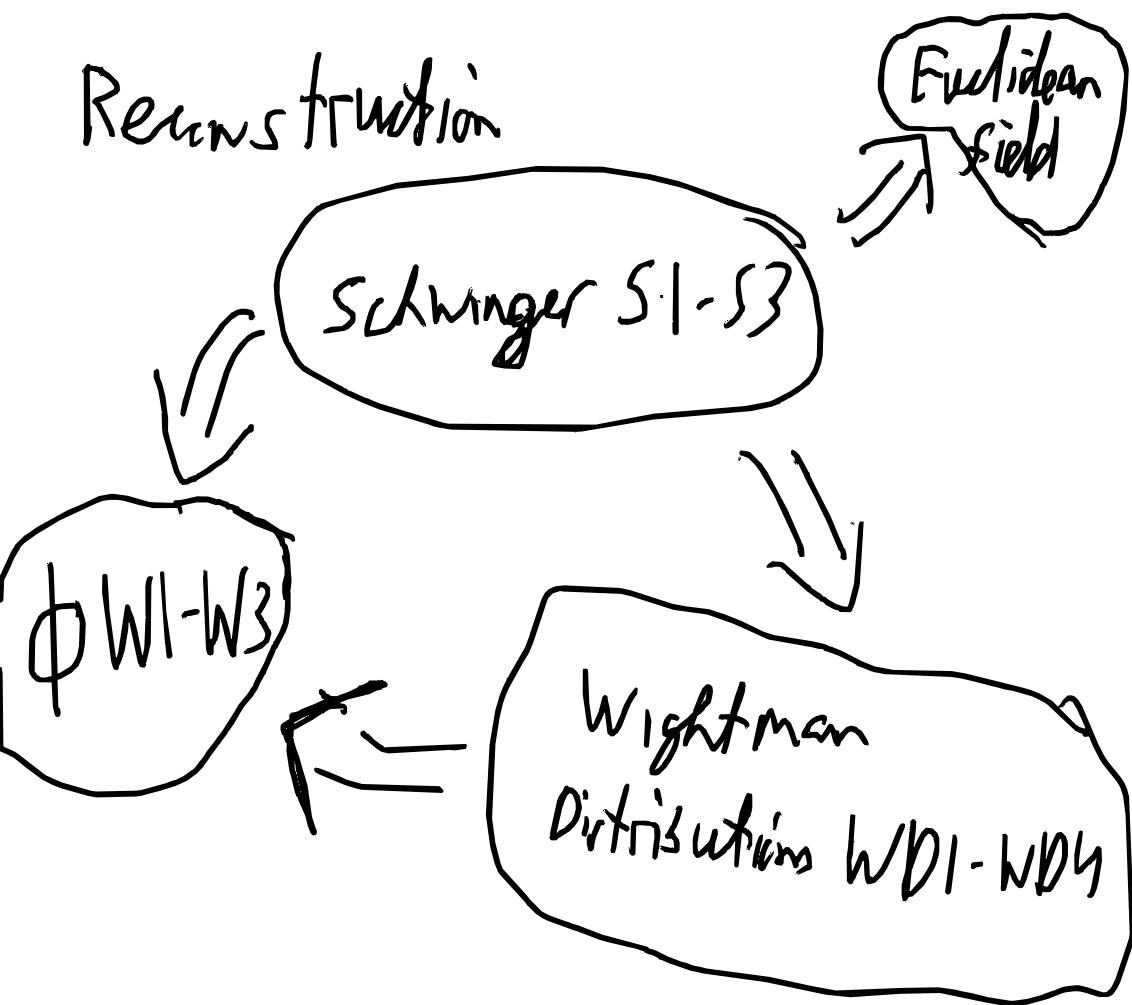 Reconstruction
Euclidean
field
Schwinger S1-S3
ϕ W1-W3
Wightman
Distributions WD1-WD4